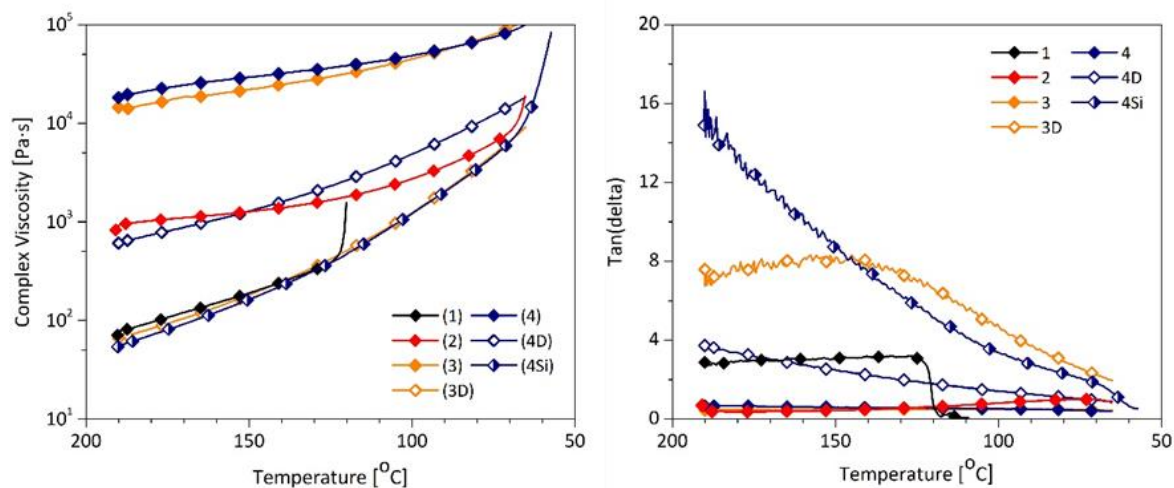 10⁵
10⁴
10³
10²
10¹
200
150
100
50
Complex Viscosity [Pa·s]
Temperature [°C]
(1)
(4)
(2)
(4D)
(3)
(4Si)
(3D)
20
16
12
8
4
0
200
150
100
50
Tan(delta)
Temperature [°C]
1
4
2
4D
3
4Si
3D